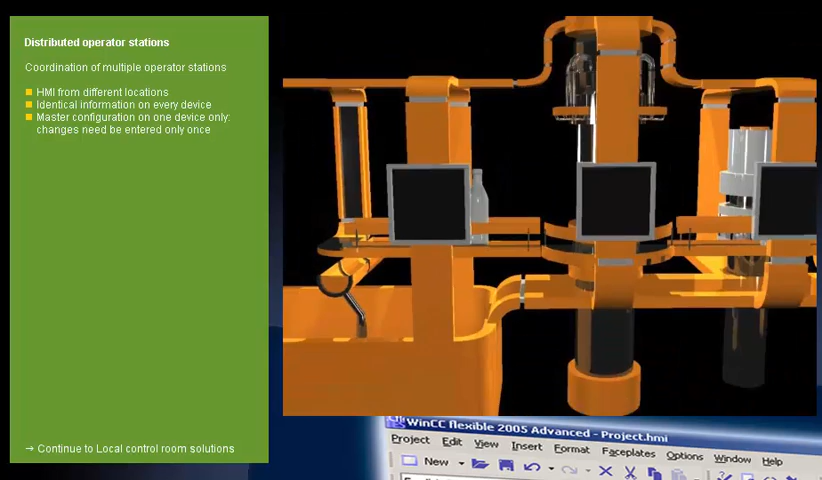 Distributed operator stations
Coordination of multiple operator stations
HMI from different locations
Identical information on every device
Master configuration on one device only:
changes need be entered only once
→ Continue to Local control room solutions
WinCC flexible 2005 Advanced - Project.hmi
Project Edit View Insert Format Faceplates Options Window Help
New